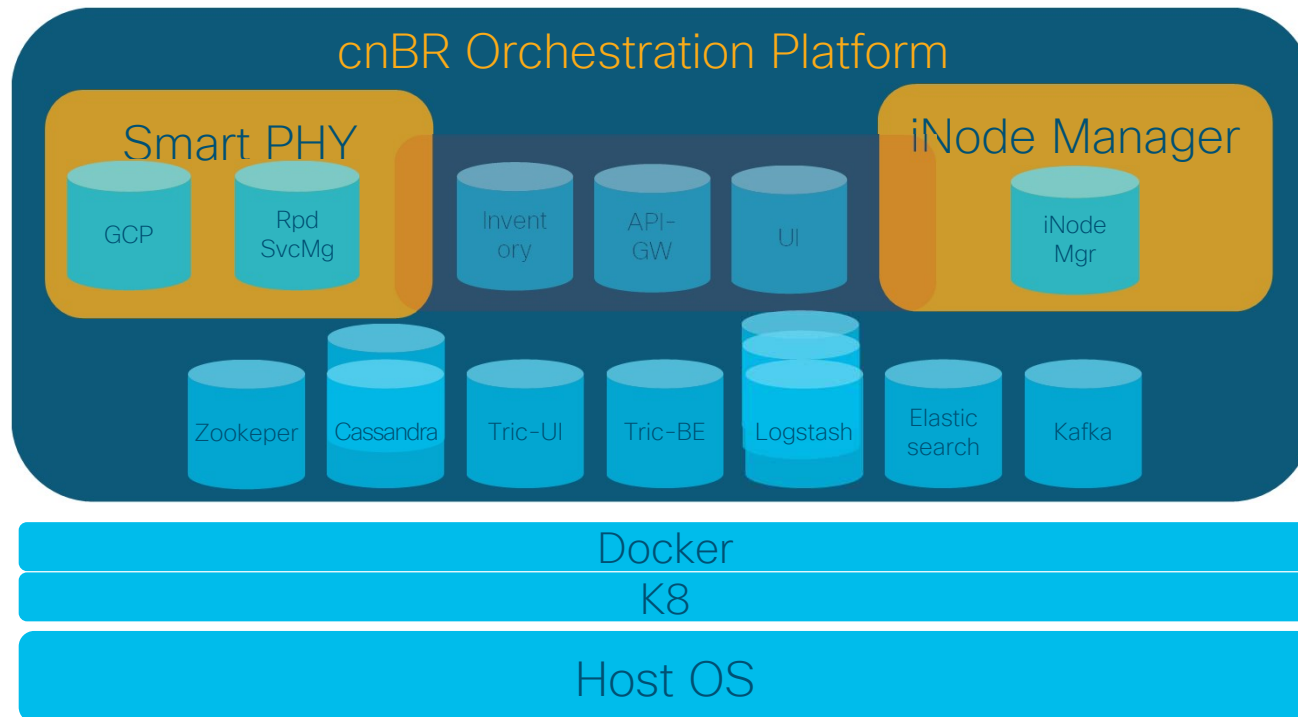 cnBR Orchestration Platform
Smart PHY
iNode Manager
GCP
Rpd
SvcMg
Invent
ory
API-
GW
UI
iNode
Mgr
Zookeper
Cassandra
Tric-UI
Tric-BE
Logstash
Elastic
search
Kafka
Docker
K8
Host OS